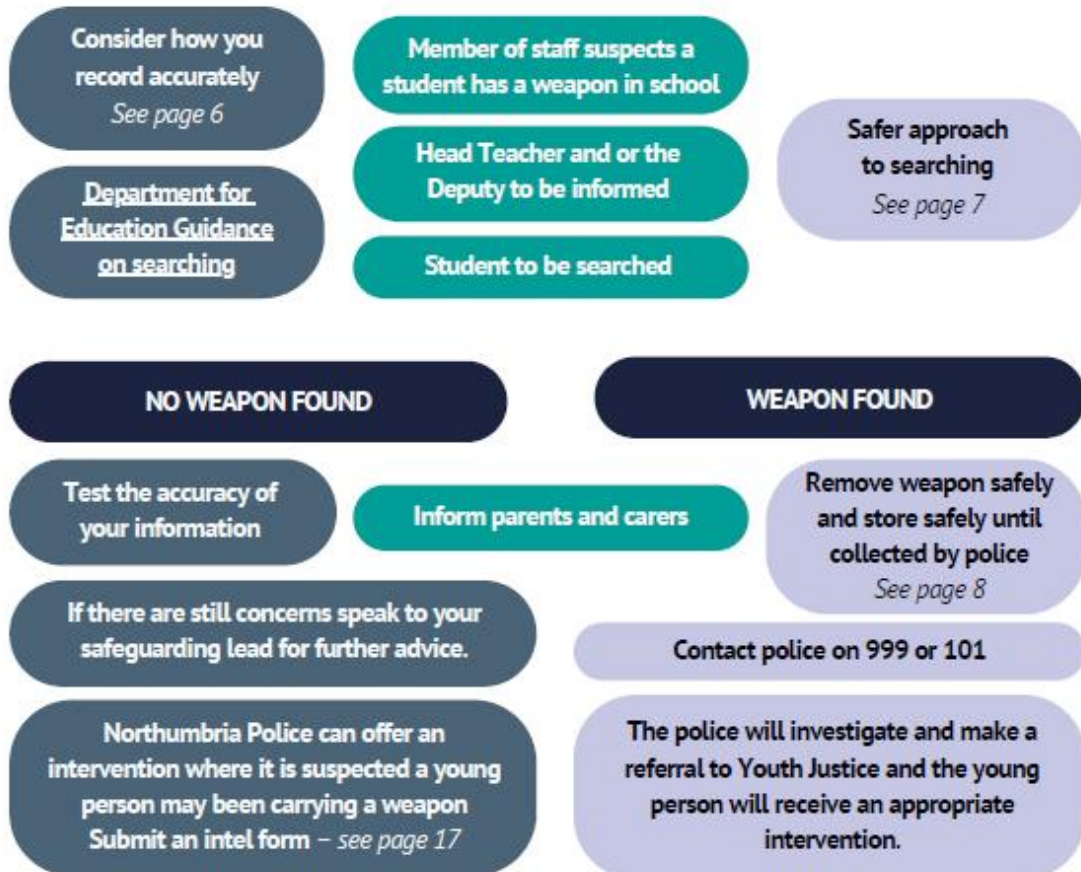 Consider how you
record accurately
See page 6
Department for
Education Guidance
on searching
Member of staff suspects a
student has a weapon in school
Head Teacher and or the
Deputy to be informed
Student to be searched
Safer approach
to searching
See page 7
NO WEAPON FOUND
WEAPON FOUND
Test the accuracy of
your information
Inform parents and carers
Remove weapon safely
and store safely until
collected by police
See page 8
If there are still concerns speak to your
safeguarding lead for further advice.
Contact police on 999 or 101
Northumbria Police can offer an
intervention where it is suspected a young
person may been carrying a weapon
Submit an intel form – see page 17
The police will investigate and make a
referral to Youth Justice and the young
person will receive an appropriate
intervention.